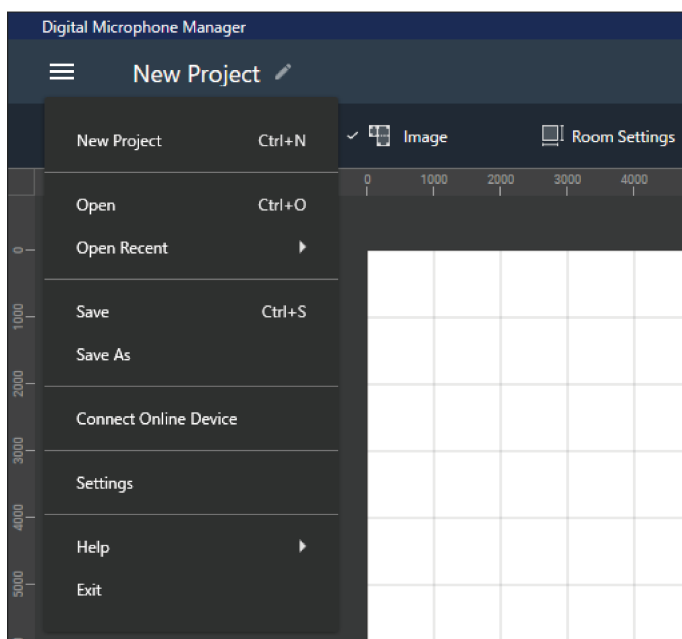 Digital Microphone Manager
New Project
New Project Ctrl+N
Image
Room Settings
0 1000 2000 3000 4000
Open Ctrl+O
Open Recent
Save Ctrl+S
Save As
Connect Online Device
Settings
Help
Exit
0
1000
2000
3000
4000
5000